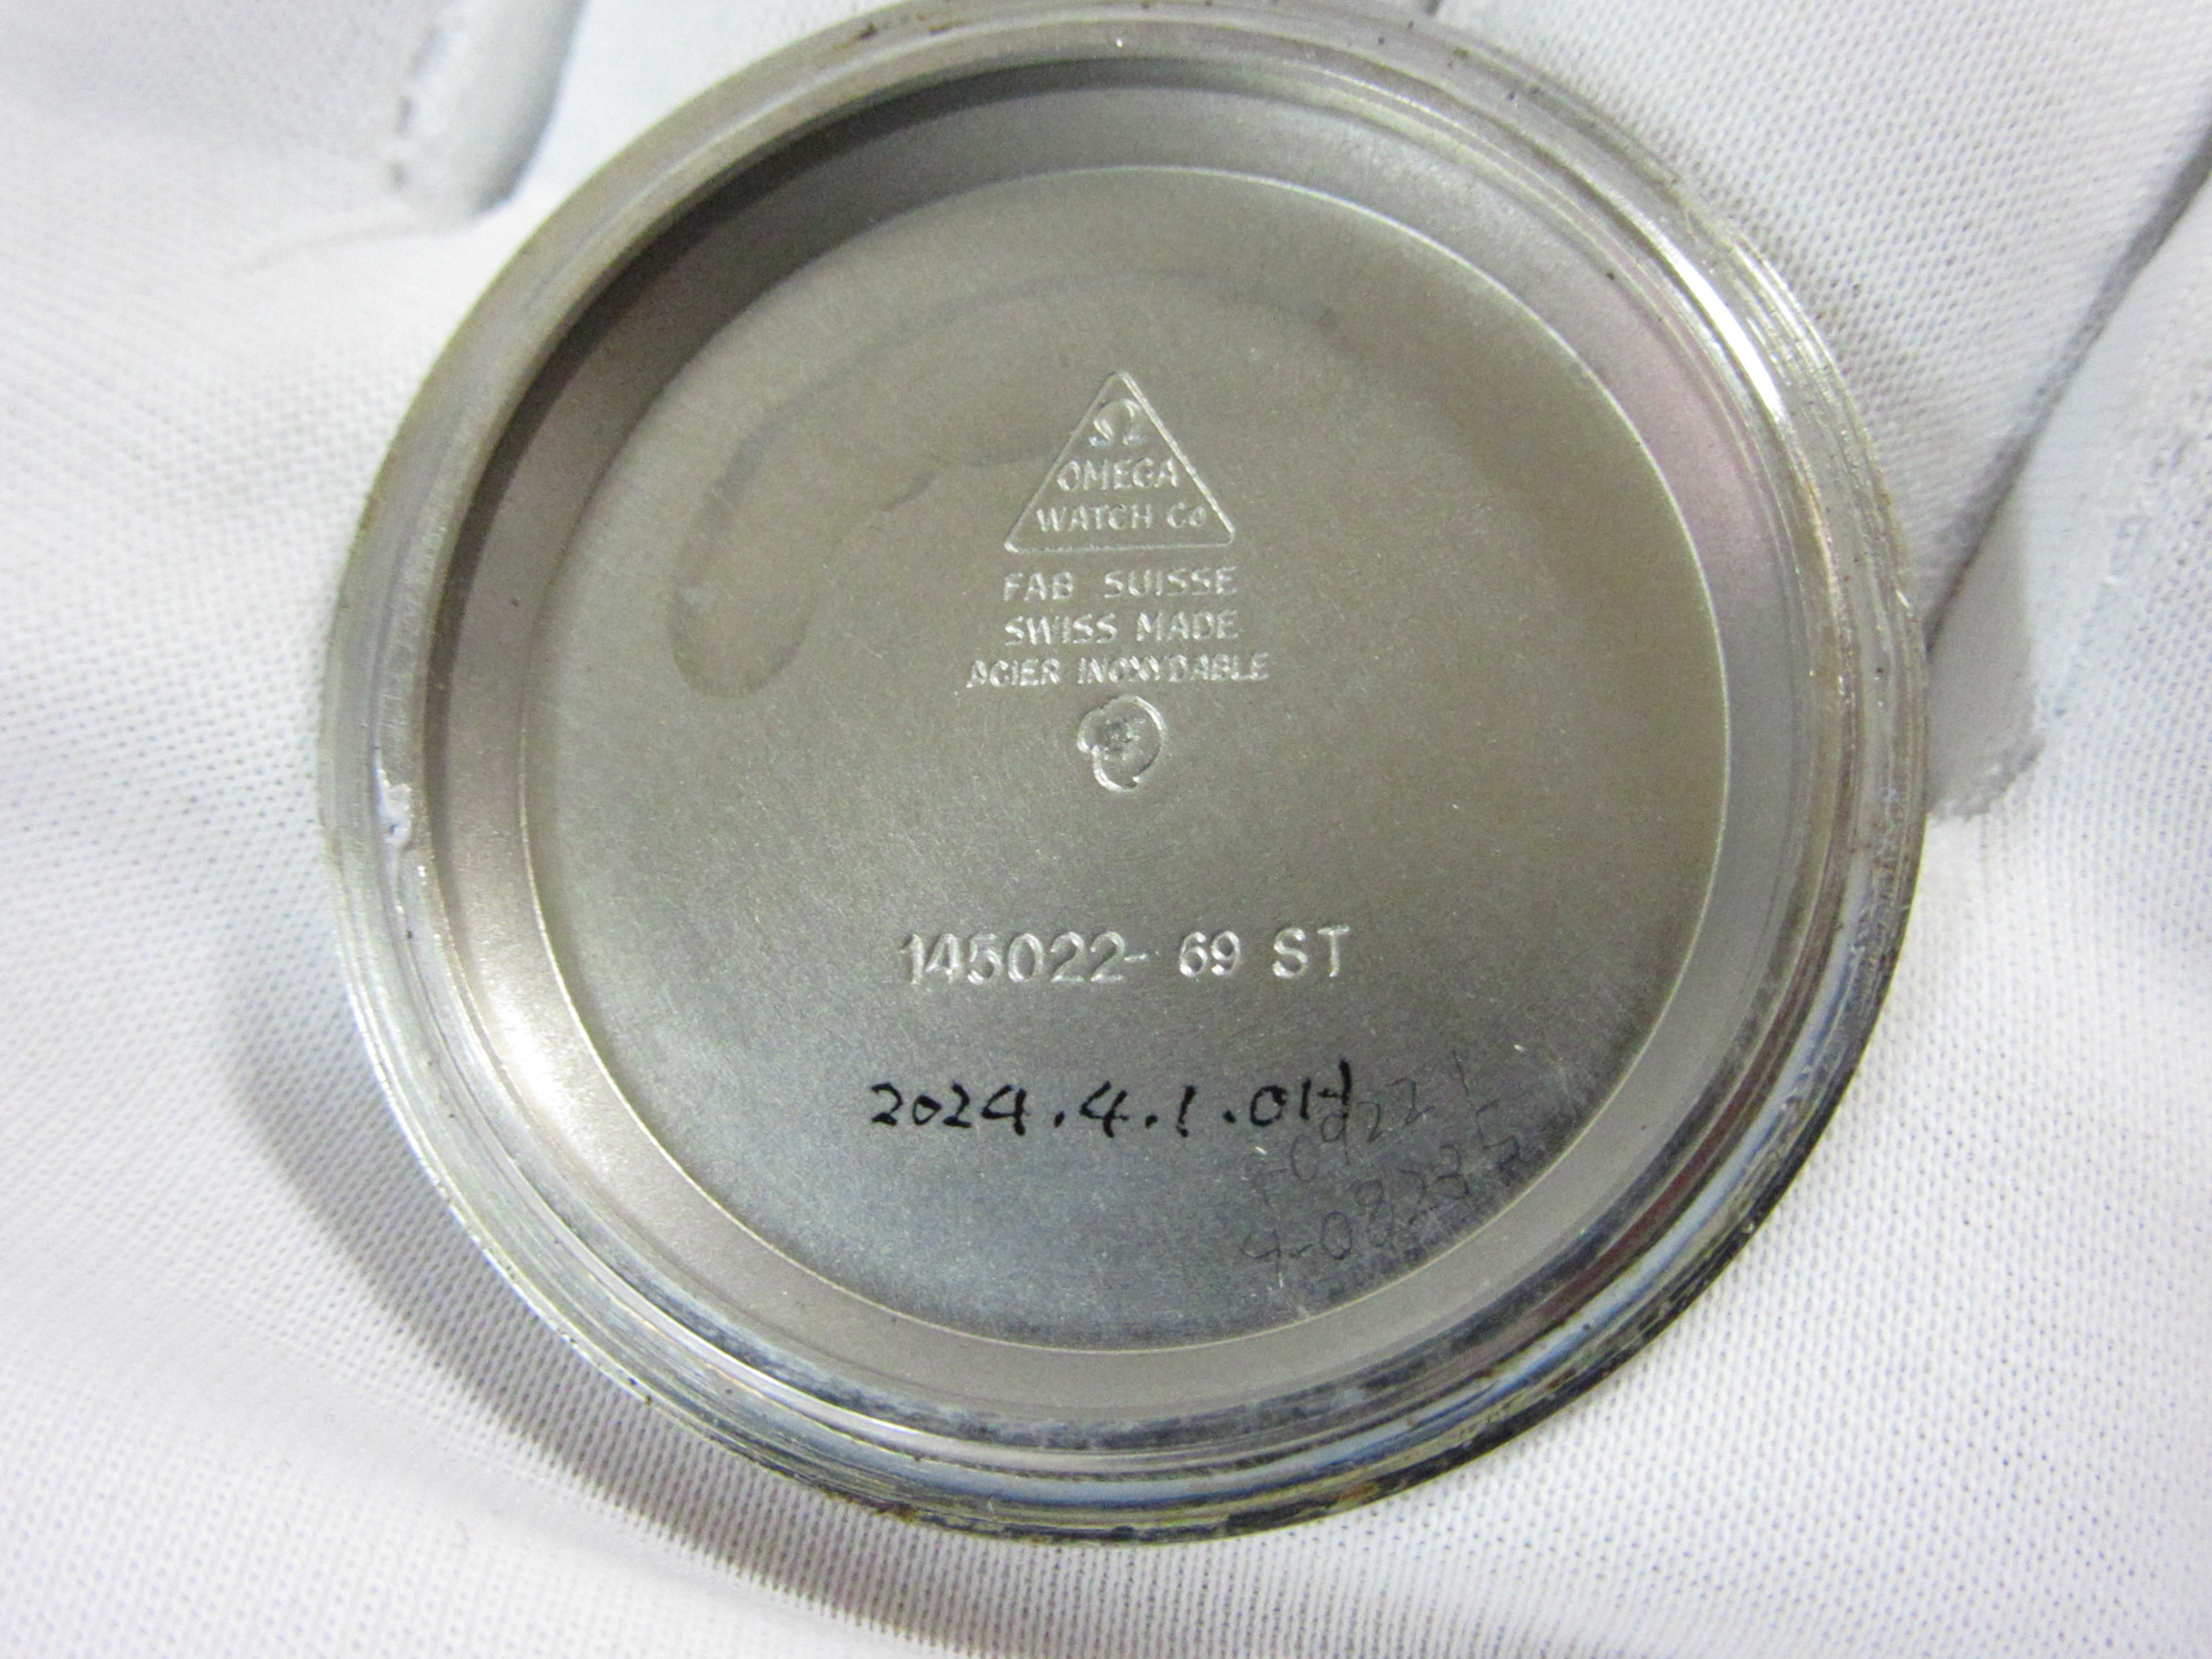 Ω
OMEGA
WATCH Co
FAB SUISSE
SWISS MADE
ACIER INOXYDABLE
145022- 69 ST
2024.4.1.OH